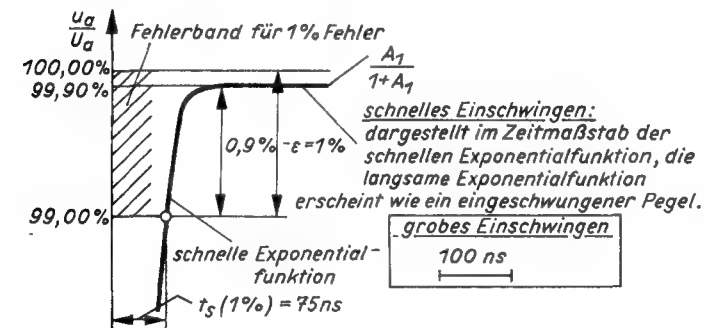 u_a
U_a
Fehlerband für 1% Fehler
100,00%
99,90%
A_1
1+A_1
schnelles Einschwingen:
dargestellt im Zeitmaßstab der
schnellen Exponentialfunktion, die
langsame Exponentialfunktion
erscheint wie ein eingeschwungener Pegel.
0,9% -ε=1%
99,00%
grobes Einschwingen
100 ns
schnelle Exponential-
funktion
t_s (1%) = 75ns